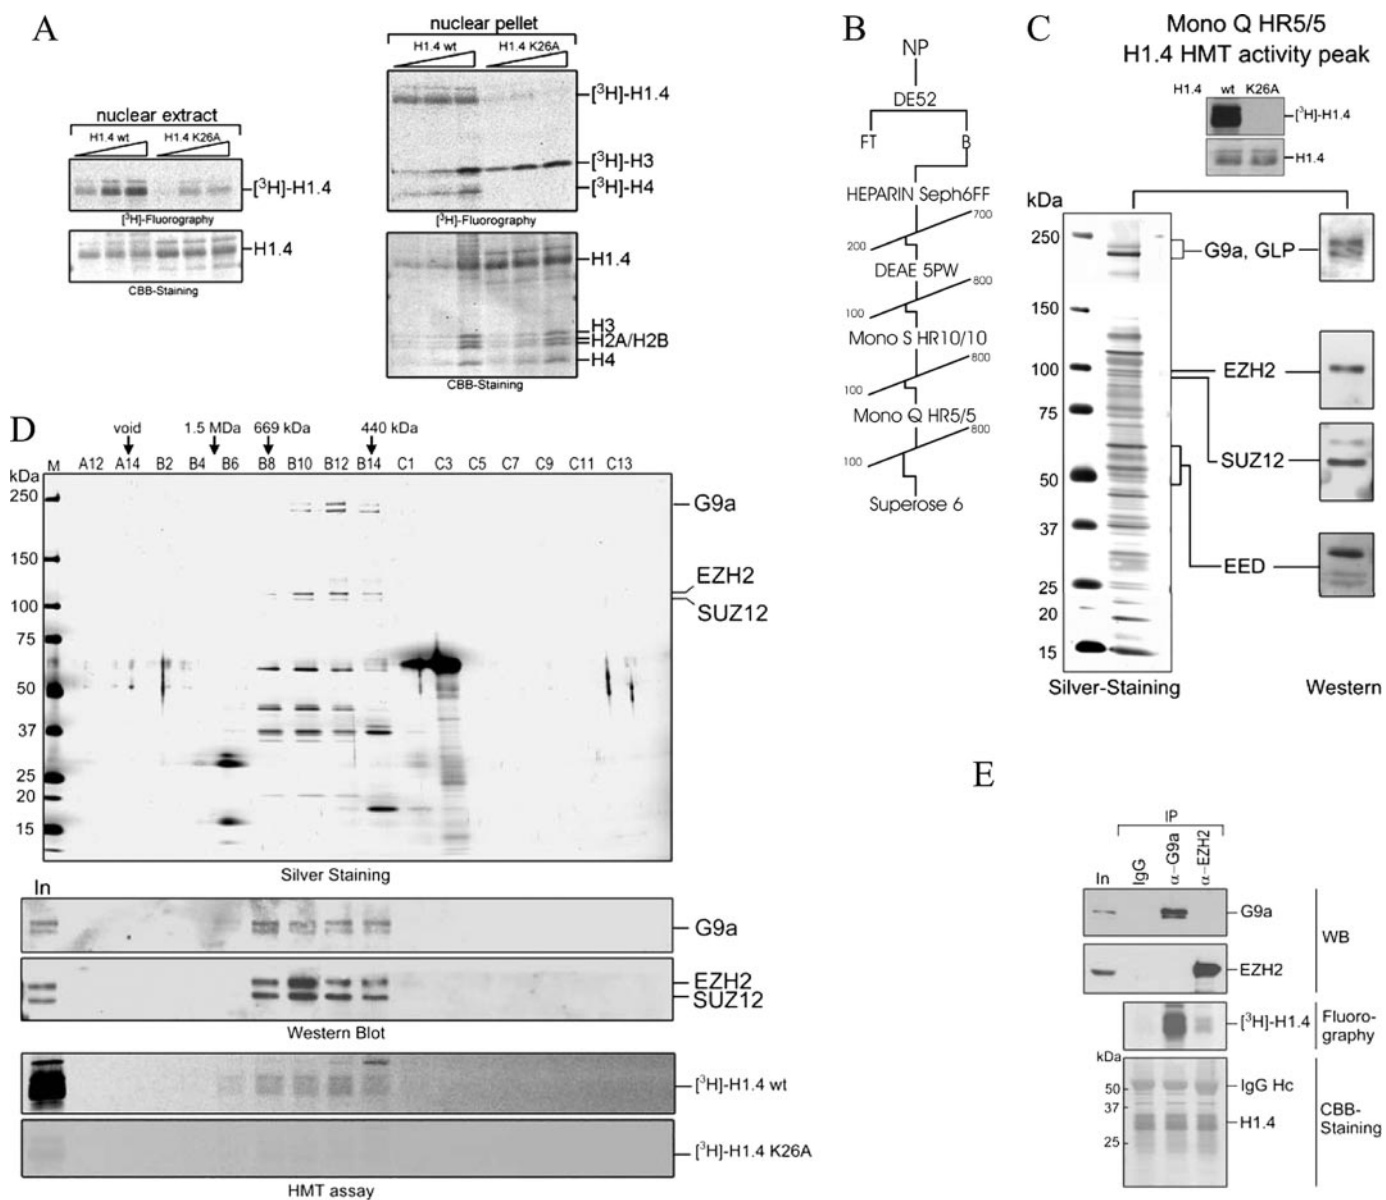 A
nuclear extract
H1.4 wt H1.4 K26A
[³H]-H1.4
[³H]-Fluorography
H1.4
CBB-Staining
nuclear pellet
H1.4 wt H1.4 K26A
[³H]-H1.4
[³H]-H3
[³H]-H4
[³H]-Fluorography
H1.4
H3
H2A/H2B
H4
CBB-Staining
B
NP
DE52
FT B
HEPARIN Seph6FF
700
200
DEAE 5PW
800
100
Mono S HR10/10
800
100
Mono Q HR5/5
800
100
Superose 6
C
Mono Q HR5/5
H1.4 HMT activity peak
H1.4 wt K26A
[³H]-H1.4
H1.4
kDa
250
150
100
75
50
37
25
20
15
G9a, GLP
EZH2
SUZ12
EED
Silver-Staining Western
D
void 1.5 MDa 669 kDa 440 kDa
kDa M A12 A14 B2 B4 B6 B8 B10 B12 B14 C1 C3 C5 C7 C9 C11 C13
250
150
100
75
50
37
25
20
15
G9a
EZH2
SUZ12
Silver Staining
In
G9a
EZH2
SUZ12
Western Blot
[³H]-H1.4 wt
[³H]-H1.4 K26A
HMT assay
E
IP
In IgG α-G9a α-EZH2
G9a
EZH2
WB
[³H]-H1.4
Fluoro-
graphy
kDa
50
37
25
IgG Hc
H1.4
CBB-
Staining